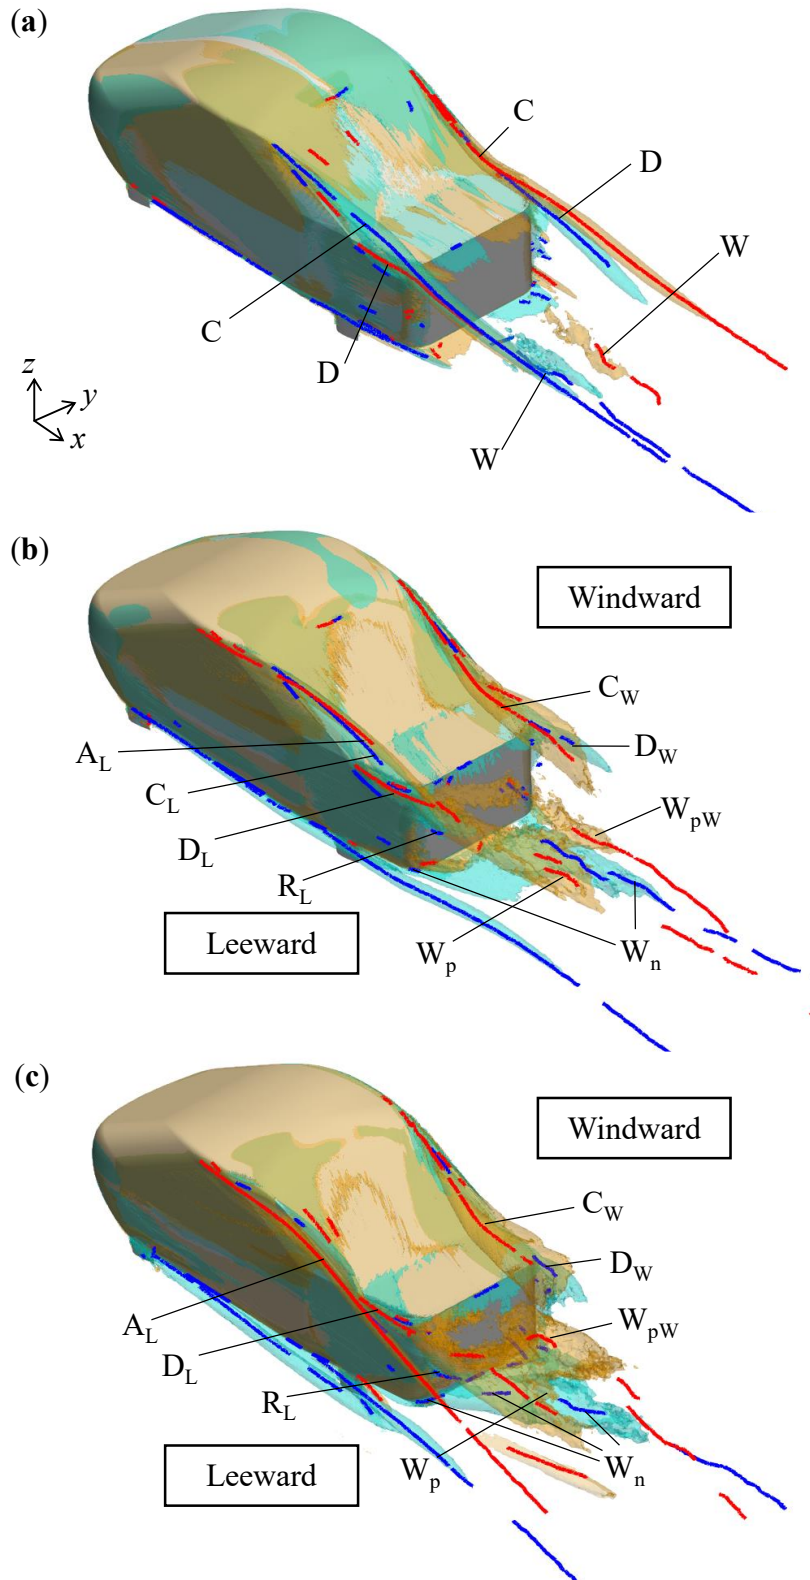 (a)
C
D
W
C
D
W
z
y
x
(b)
Windward
C_W
D_W
A_L
C_L
W_pW
D_L
R_L
Leeward
W_p
W_n
(c)
Windward
C_W
D_W
A_L
W_pW
D_L
R_L
Leeward
W_p
W_n